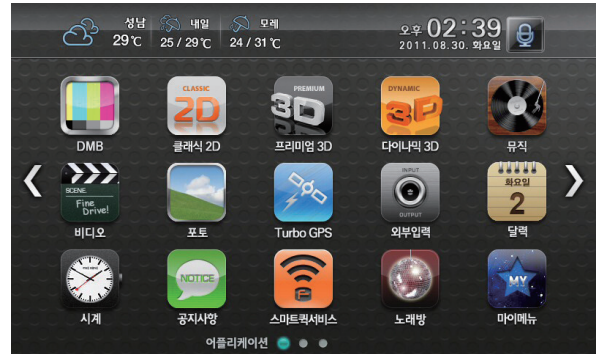 성남 내일 모레
29℃ 25 / 29℃ 24 / 31℃
오후 02:39
2011.08.30. 화요일
CLASSIC 2D
PREMIUM 3D
DYNAMIC 3D
DMB 클래식 2D 프리미엄 3D 다이나믹 3D 뮤직
SCENE.
Fine Drive!
INPUT
OUTPUT
화요일
2
비디오 포토 Turbo GPS 외부입력 달력
NOTICE
MY
시계 공지사항 스마트퀵서비스 노래방 마이메뉴
어플리케이션